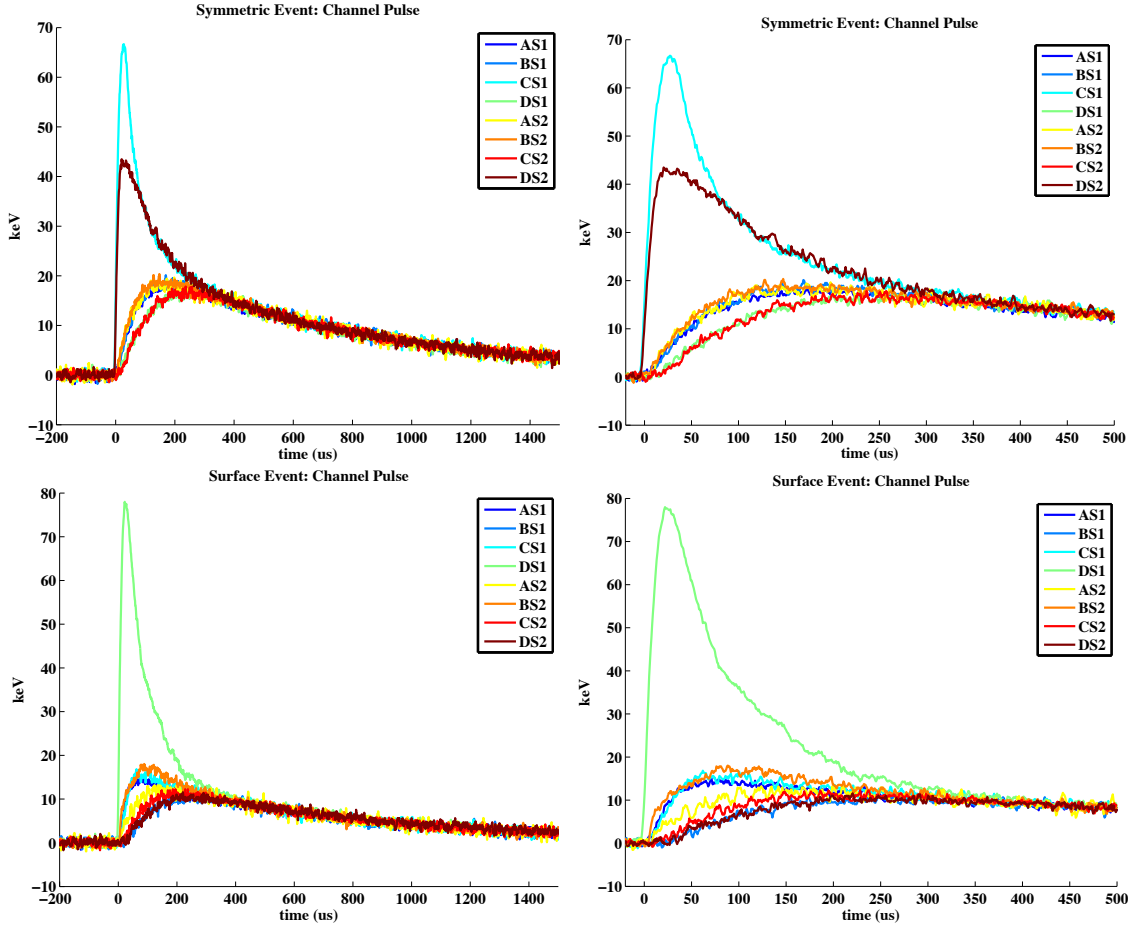 Symmetric Event: Channel Pulse
70
60
50
40
30
20
10
0
−10
keV
−200
0
200
400
600
800
1000
1200
1400
time (us)
AS1
BS1
CS1
DS1
AS2
BS2
CS2
DS2
Symmetric Event: Channel Pulse
70
60
50
40
30
20
10
0
−10
keV
0
50
100
150
200
250
300
350
400
450
500
time (us)
AS1
BS1
CS1
DS1
AS2
BS2
CS2
DS2
Surface Event: Channel Pulse
80
70
60
50
40
30
20
10
0
−10
keV
−200
0
200
400
600
800
1000
1200
1400
time (us)
AS1
BS1
CS1
DS1
AS2
BS2
CS2
DS2
Surface Event: Channel Pulse
80
70
60
50
40
30
20
10
0
−10
keV
0
50
100
150
200
250
300
350
400
450
500
time (us)
AS1
BS1
CS1
DS1
AS2
BS2
CS2
DS2